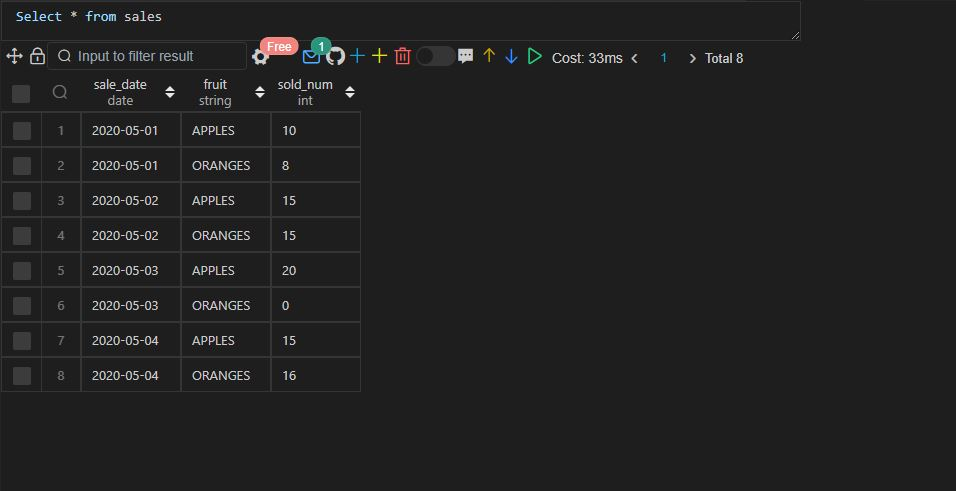 Select * from sales
Input to filter result
Free
1
Cost: 33ms
1
Total 8
sale_date fruit sold_num
date string int
1 2020-05-01 APPLES 10
2 2020-05-01 ORANGES 8
3 2020-05-02 APPLES 15
4 2020-05-02 ORANGES 15
5 2020-05-03 APPLES 20
6 2020-05-03 ORANGES 0
7 2020-05-04 APPLES 15
8 2020-05-04 ORANGES 16